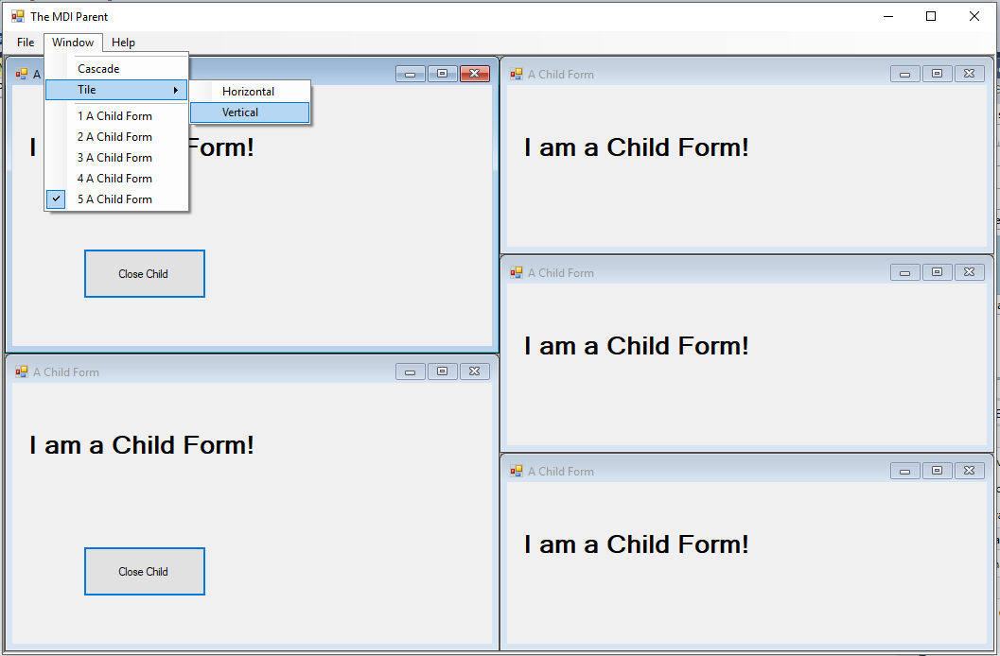 The MDI Parent
File Window Help
Cascade
Tile
Horizontal
Vertical
1 A Child Form
2 A Child Form
3 A Child Form
4 A Child Form
5 A Child Form
A
I Form!
Close Child
A Child Form
I am a Child Form!
Close Child
A Child Form
I am a Child Form!
A Child Form
I am a Child Form!
A Child Form
I am a Child Form!